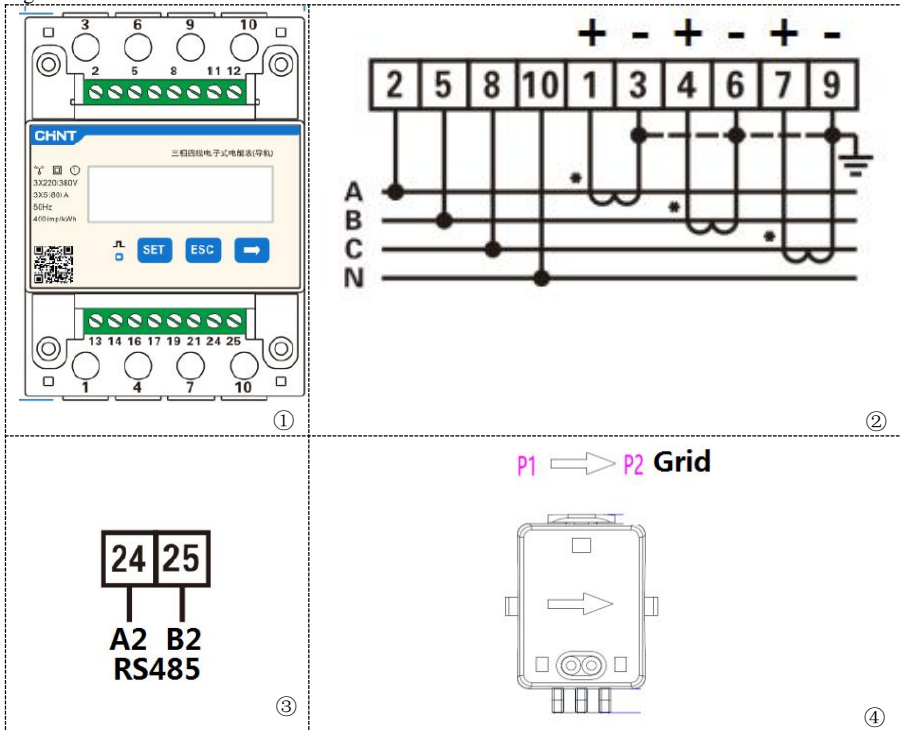 3 6 9 10
2 5 8 11 12
CHNT
三相四线电子式电能表(导轨)
3X220/380V
3X5(80)A
50Hz
400imp/kWh
SET ESC
13 14 16 17 19 21 24 25
1 4 7 10
①
+ - + - + -
2 5 8 10 1 3 4 6 7 9
* * *
A
B
C
N
②
24 25
A2 B2
RS485
③
P1 P2 Grid
④